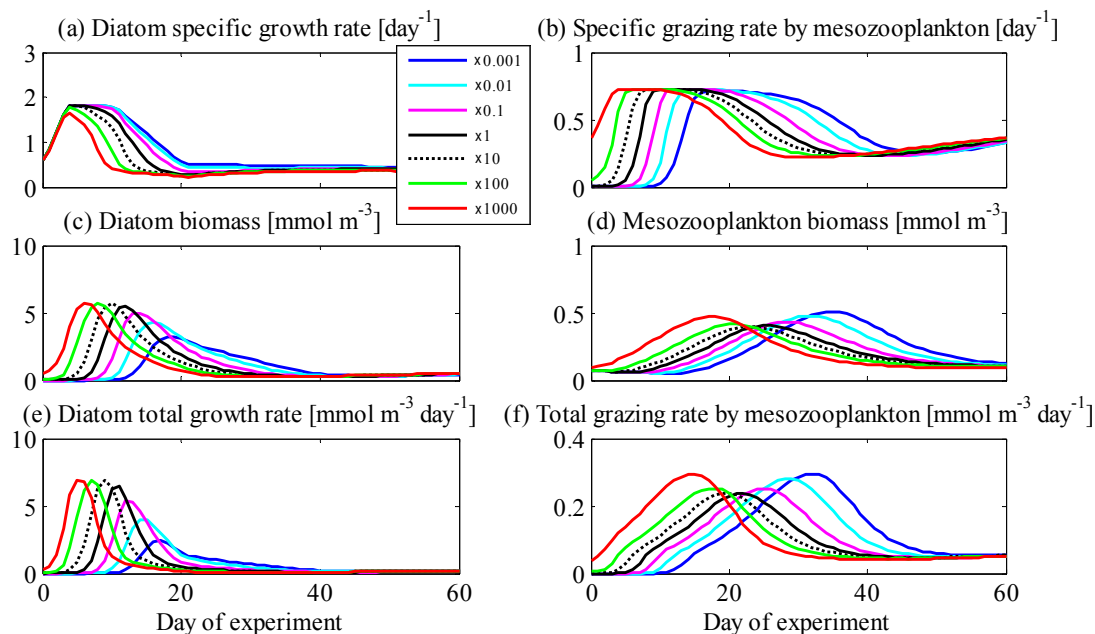 (a) Diatom specific growth rate [day⁻¹]
(b) Specific grazing rate by mesozooplankton [day⁻¹]
3
2
1
0
x0.001
x0.01
x0.1
x1
x10
x100
x1000
1
0.5
0
(c) Diatom biomass [mmol m⁻³]
(d) Mesozooplankton biomass [mmol m⁻³]
10
5
0
1
0.5
0
(e) Diatom total growth rate [mmol m⁻³ day⁻¹]
(f) Total grazing rate by mesozooplankton [mmol m⁻³ day⁻¹]
10
5
0
0 20 40 60
0.4
0.2
0
0 20 40 60
Day of experiment
Day of experiment